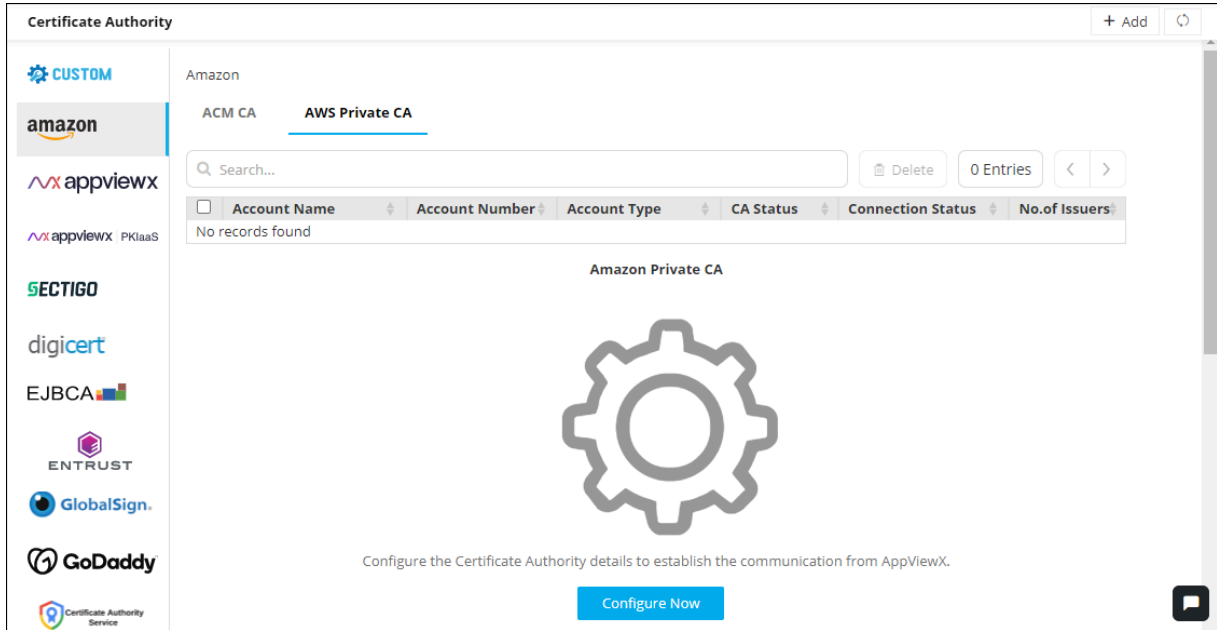 Certificate Authority
+ Add
CUSTOM
amazon
appviewx
appviewx PKIaaS
SECTIGO
digicert
EJBCA
ENTRUST
GlobalSign.
GoDaddy
Certificate Authority
Service
Amazon
ACM CA AWS Private CA
Search...
Delete
0 Entries
Account Name Account Number Account Type CA Status Connection Status No.of Issuers
No records found
Amazon Private CA
Configure the Certificate Authority details to establish the communication from AppViewX.
Configure Now